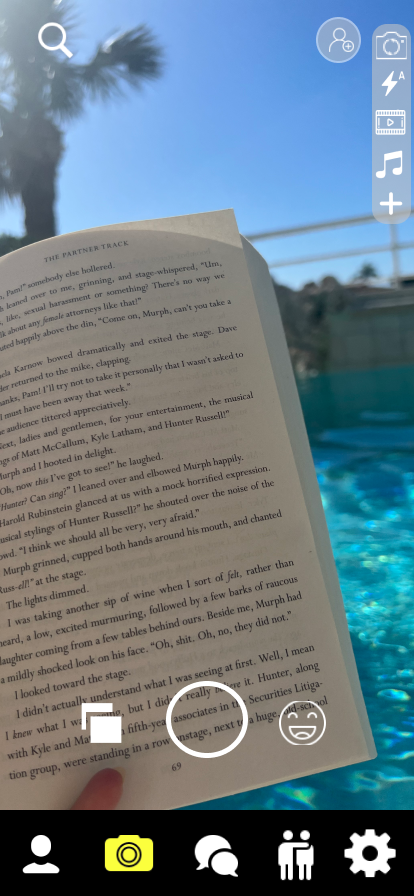 A
THE PARTNER TRACK
Pam!" somebody else hollered.
leaned over to me, grinning, and stage-whispered, "Um,
like, sexual harassment or something? There's no way we
about any female attorneys like that!"
happily above the din, "Come on, Murph, can't you take a
Karnow bowed dramatically and exited the stage. Dave
returned to the mike, clapping.
Pam! I'll try not to take it personally that I wasn't asked to
I must have been away that week."
audience tittered appreciatively.
Next, ladies and gentlemen, for your entertainment, the musical
of Matt McCallum, Kyle Latham, and Hunter Russell!"
Murph and I hooted in delight.
"Oh, now this I've got to see!" he laughed.
"Hunter? Can sing?" I leaned over and elbowed Murph happily.
Harold Rubinstein glanced at us with a mock horrified expression.
musical stylings of Hunter Russell?" he shouted over the noise of the
"I think we should all be very, very afraid."
Murph grinned, cupped both hands around his mouth, and chanted
at the stage.
The lights dimmed.
I was taking another sip of wine when I sort of felt, rather than
heard, a low, excited murmuring, followed by a few barks of raucous
laughter coming from a few tables behind ours. Beside me, Murph had
a mildly shocked look on his face. "Oh, shit. Oh, no, they did not."
I looked toward the stage.
I didn't actually understand what I was seeing at first. Well, I mean
I knew what I was but I didn't really it. Hunter, along
with Kyle and fifth-year associates in the Securities Litiga-
tion group, were standing in a row onstage, next to a huge, old-school
69